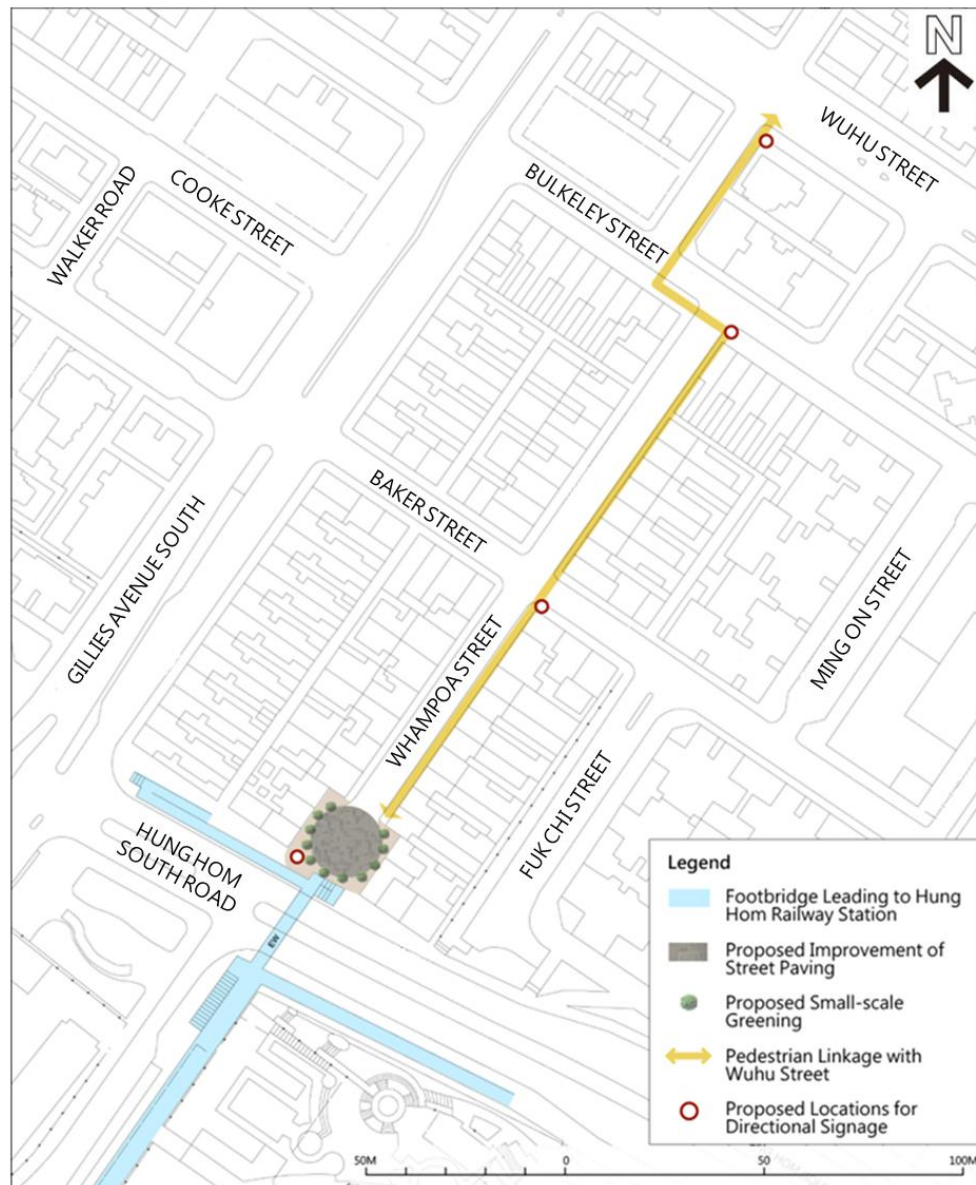 N
WUHU STREET
BULKELEY STREET
COOKE STREET
WALKER ROAD
BAKER STREET
GILLIES AVENUE SOUTH
WHAMPOA STREET
MING ON STREET
FUK CHI STREET
HUNG HOM
SOUTH ROAD
EW
Legend
Footbridge Leading to Hung
Hom Railway Station
Proposed Improvement of
Street Paving
Proposed Small-scale
Greening
Pedestrian Linkage with
Wuhu Street
Proposed Locations for
Directional Signage
50M 0 50 100M